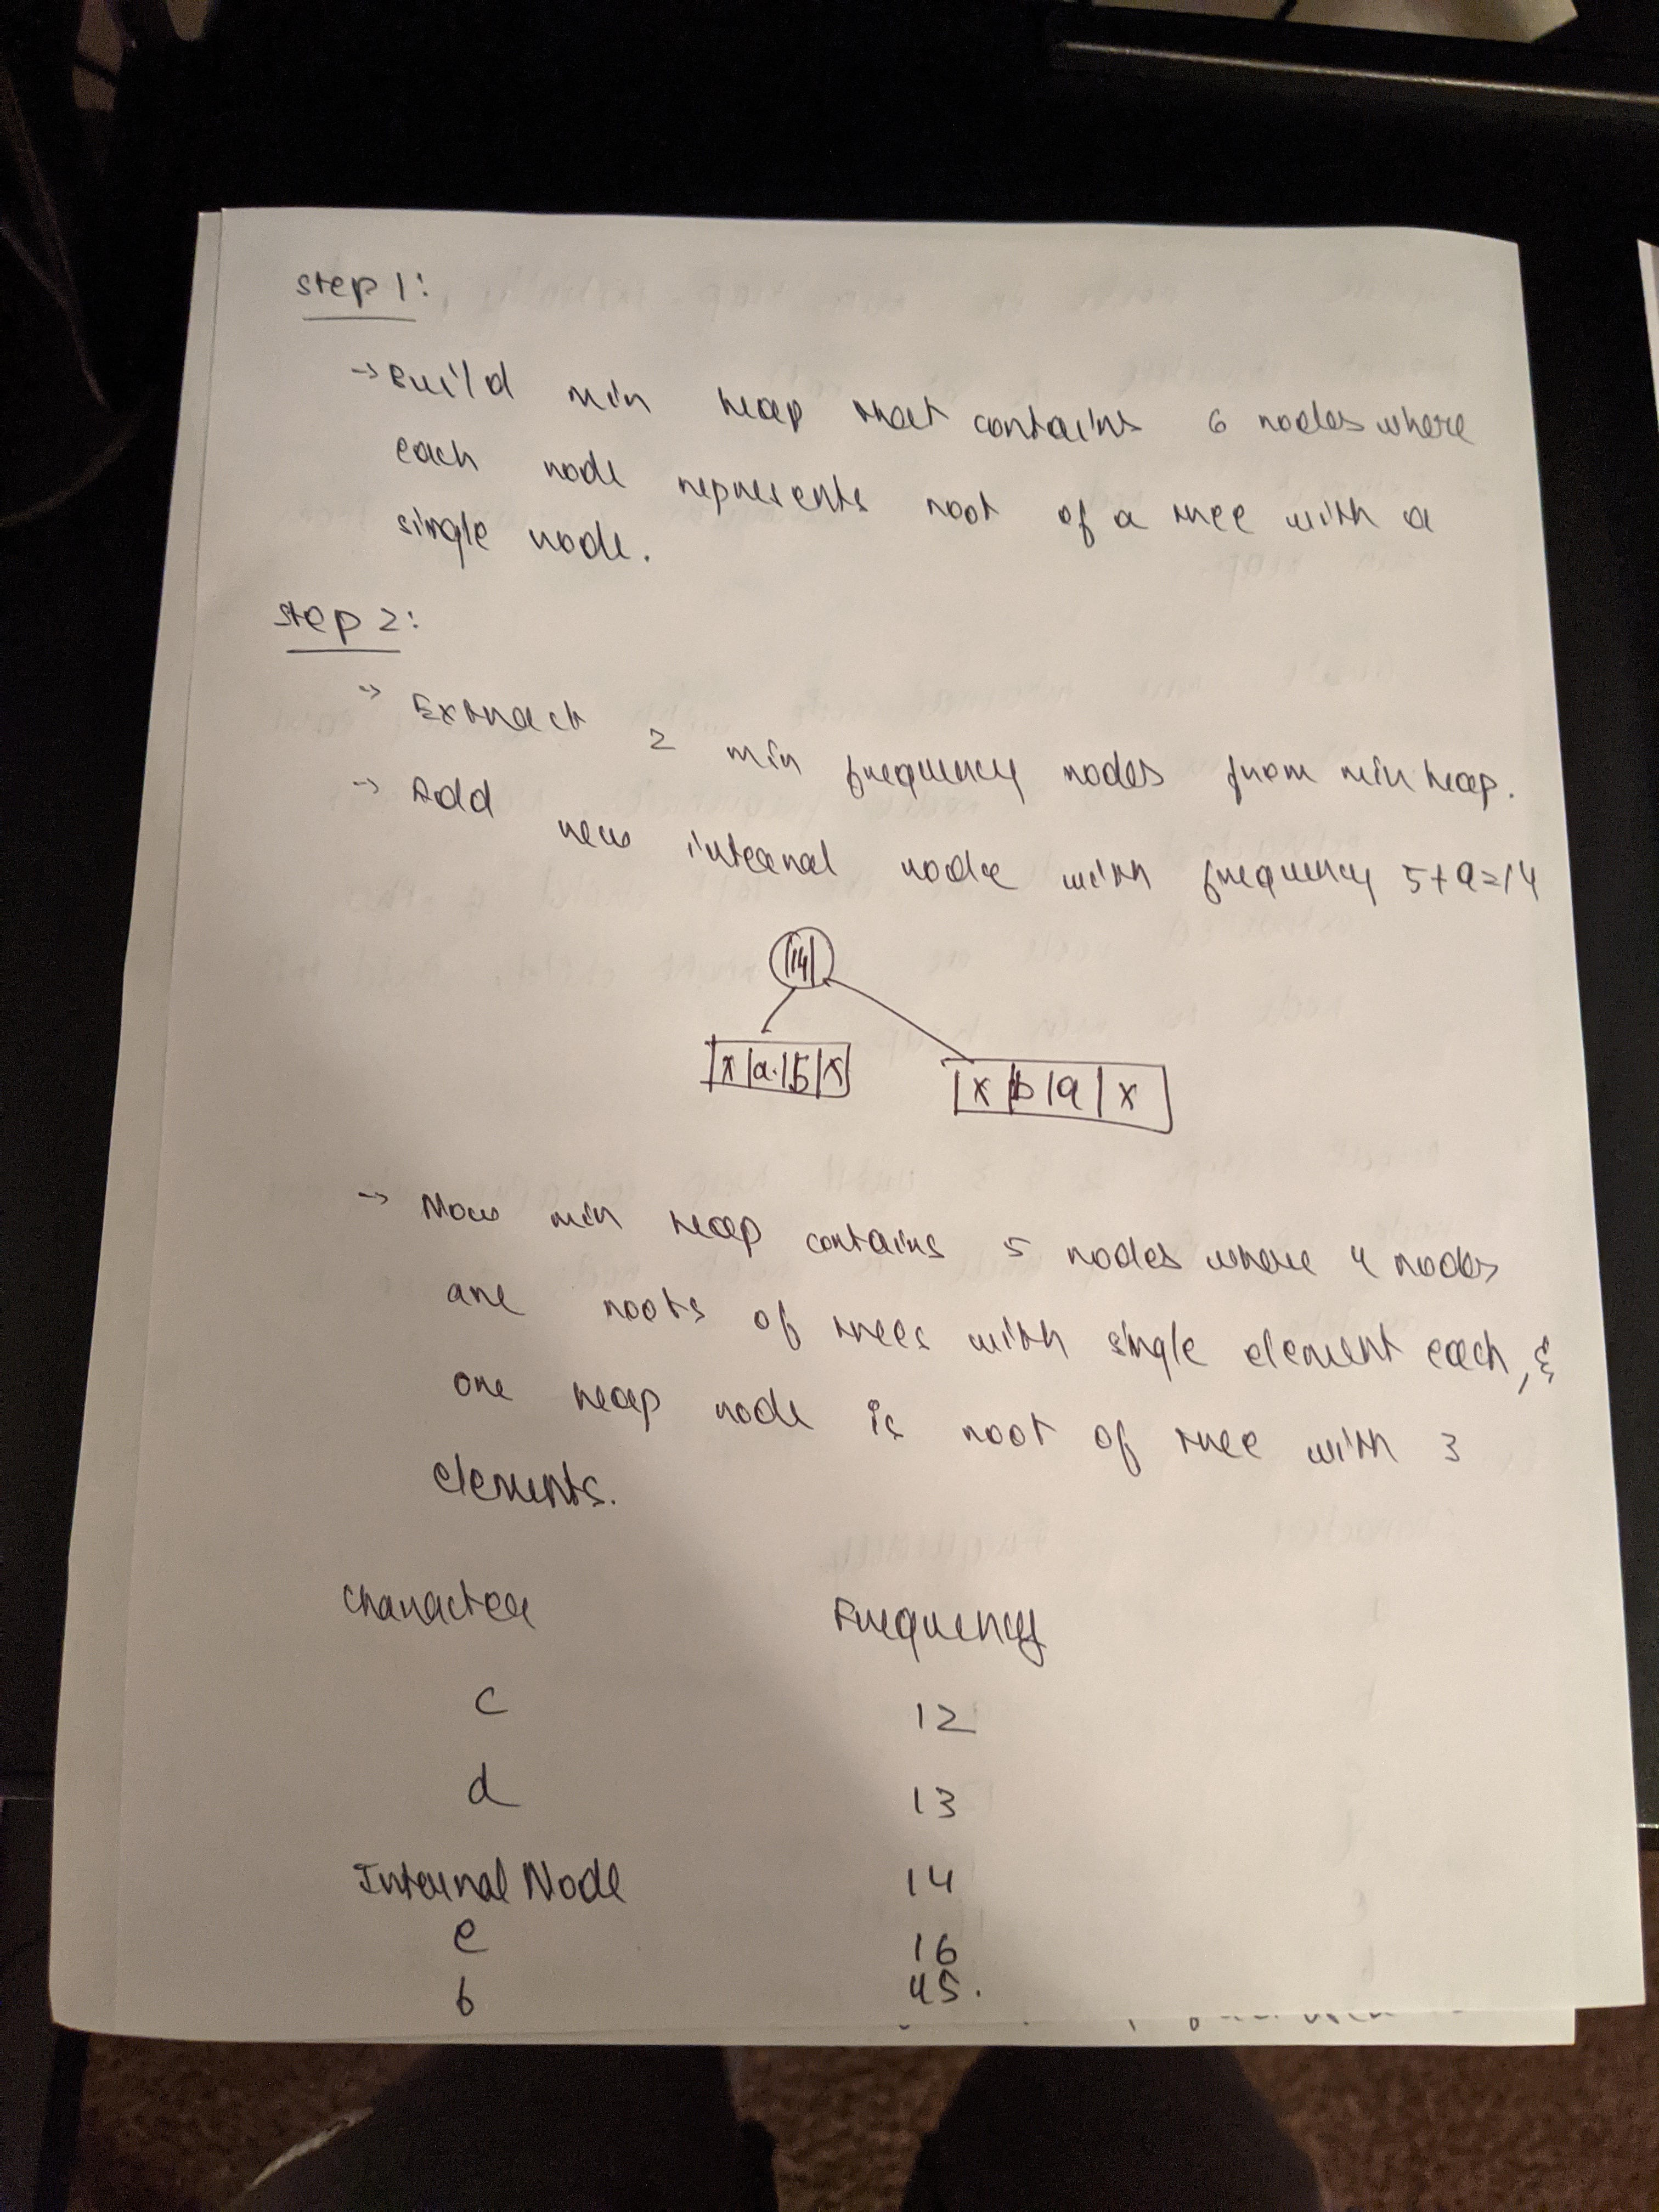 step 1:
→ Build min heap that contains 6 nodes where
each node represents root of a tree with a
single node.
step 2:
→ Extract 2 min frequency nodes from min heap.
→ Add new internal node with frequency 5+9=14
14
x|a|5|x
x|b|9|x
→ Now min heap contains 5 nodes where 4 nodes
are roots of trees with single element each, &
one heap node is root of tree with 3
elements.
Character Frequency
c 12
d 13
Internal Node 14
e 16
b 45.